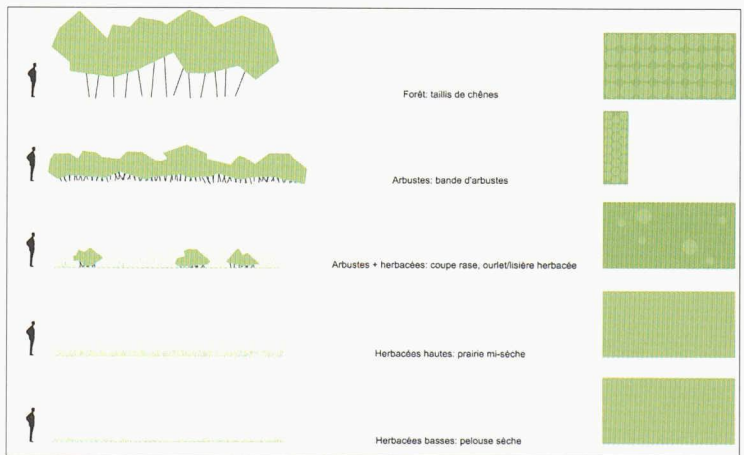 Forêt: taillis de chênes
Arbustes: bande d'arbustes
Arbustes + herbacées: coupe rase, ourlet/lisière herbacée
Herbacées hautes: prairie mi-sèche
Herbacées basses: pelouse sèche